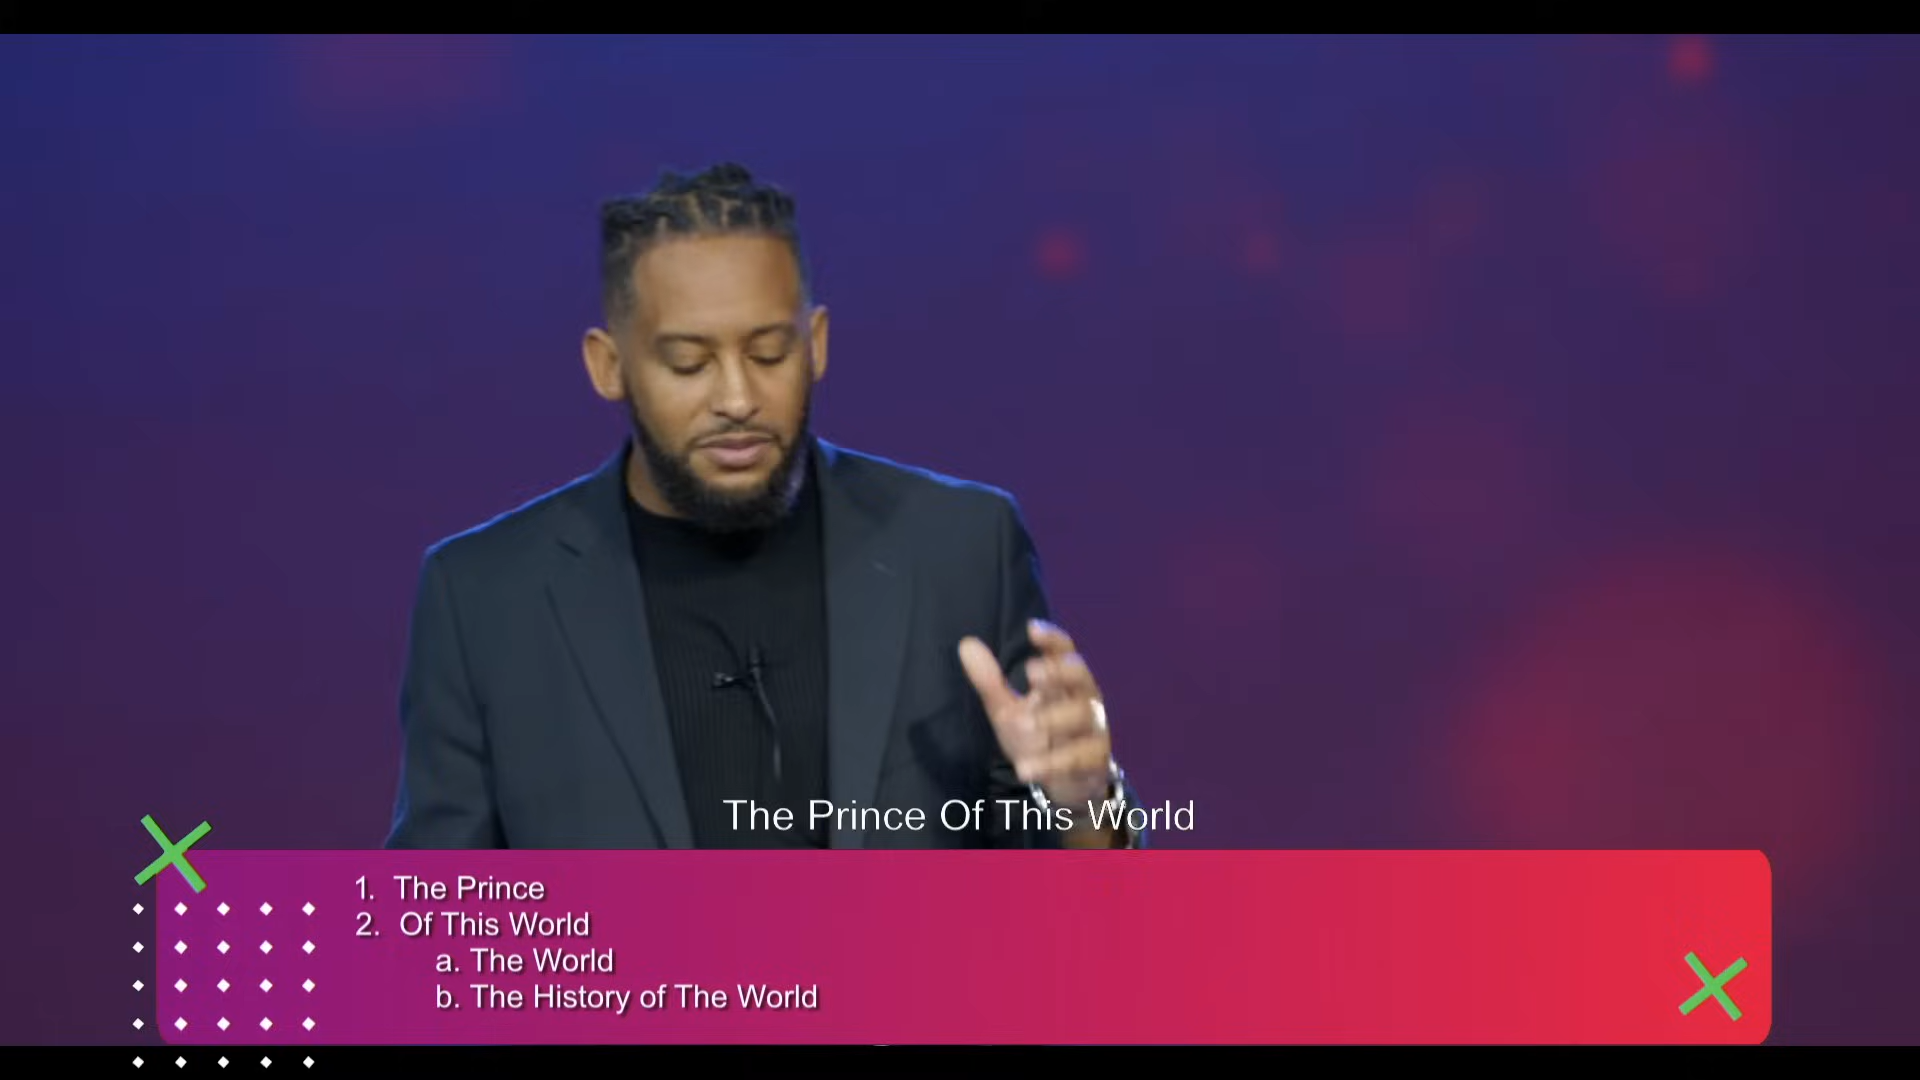 The Prince Of This World
1. The Prince
2. Of This World
a. The World
b. The History of The World